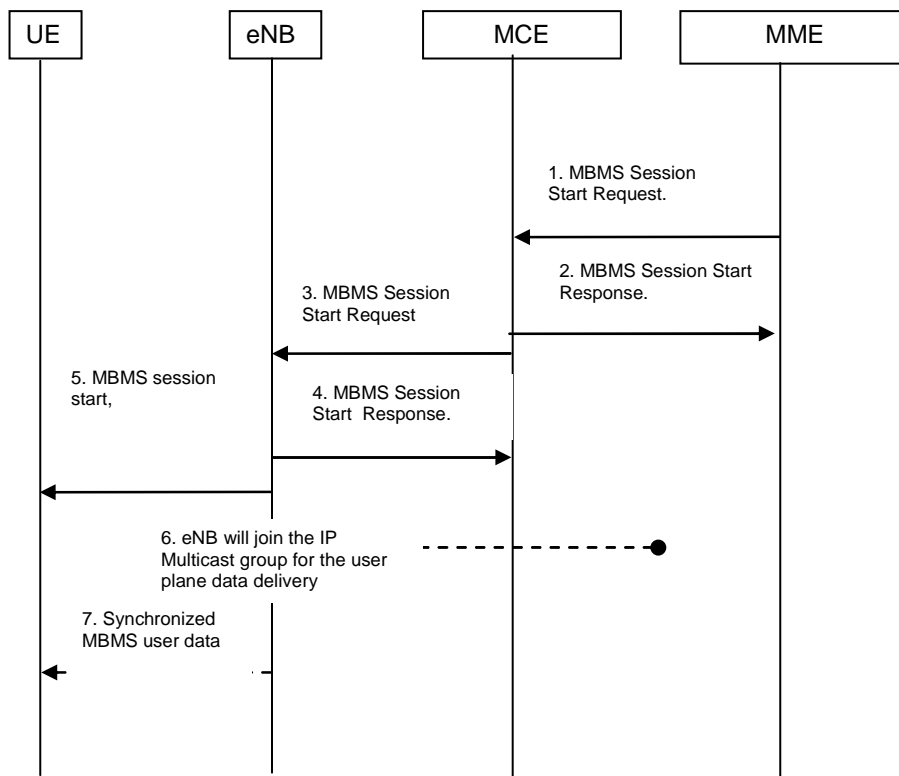 UE
eNB
MCE
MME
1. MBMS Session
Start Request.
2. MBMS Session Start
Response.
3. MBMS Session
Start Request
4. MBMS Session
Start  Response.
5. MBMS session
start,
6. eNB will join the IP
Multicast group for the user
plane data delivery
7. Synchronized
MBMS user data